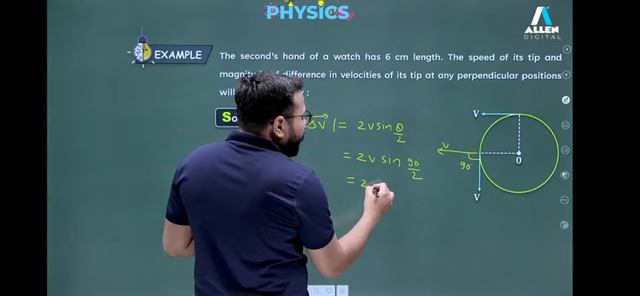 PHYSICS
ALLEN
DIGITAL
EXAMPLE
The second's hand of a watch has 6 cm length. The speed of its tip and
difference in velocities of its tip at any perpendicular positions
will
So
ΔV⃗ | = 2v sin θ/2
= 2v sin 90°/2
= 2
V
v
90°
V
O